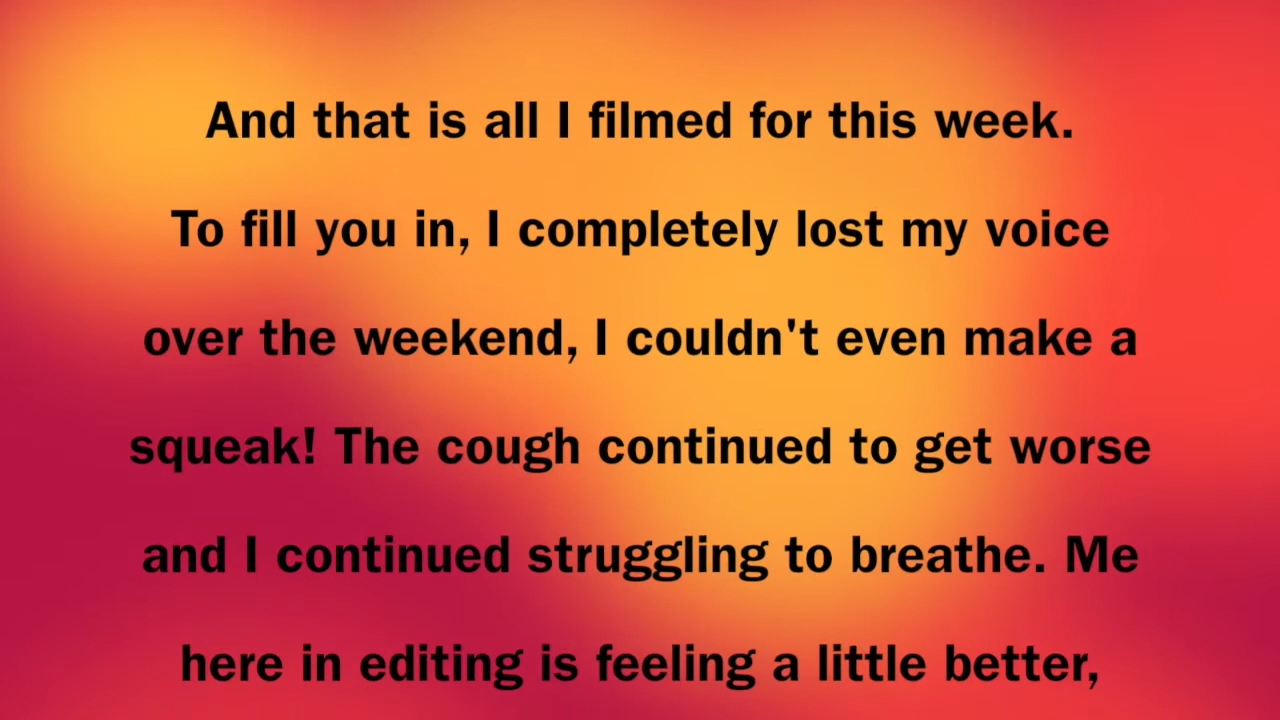 And that is all I filmed for this week.
To fill you in, I completely lost my voice
over the weekend, I couldn't even make a
squeak! The cough continued to get worse
and I continued struggling to breathe. Me
here in editing is feeling a little better,